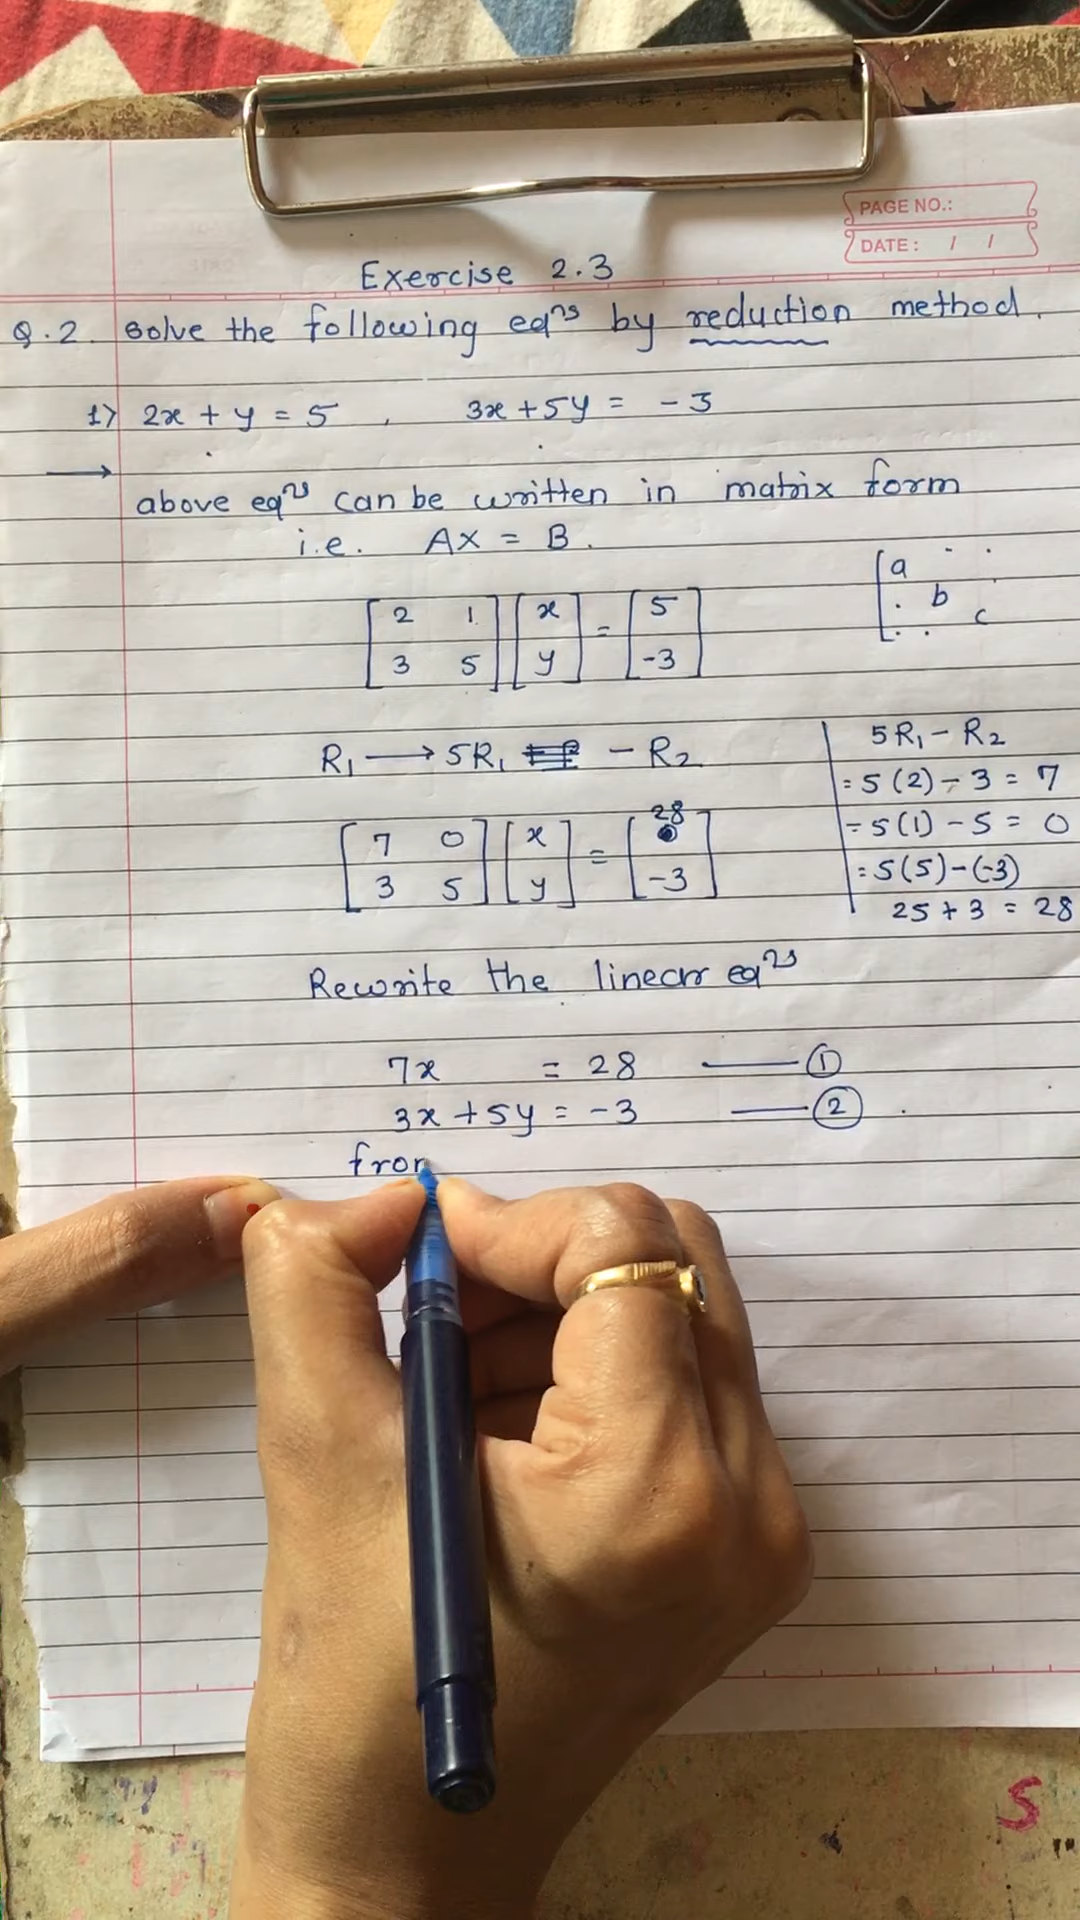 PAGE NO.:
DATE: / /
Exercise 2.3
Q.2. Solve the following eqns by reduction method.
1) 2x + y = 5 , 3x + 5y = -3
→
above eqns can be written in matrix form
i.e. AX = B.
[a . .
. b
. . c
[2 1] [x] = [5]
[3 5] [y] [-3]
R₁ → 5R₁ - R₂
5R₁ - R₂
= 5(2) - 3 = 7
= 5(1) - 5 = 0
= 5(5) - (-3)
25 + 3 = 28
[7 0] [x] = [28]
[3 5] [y] [-3]
Rewrite the linear eqns
7x = 28 — ①
3x + 5y = -3 — ② .
from
S